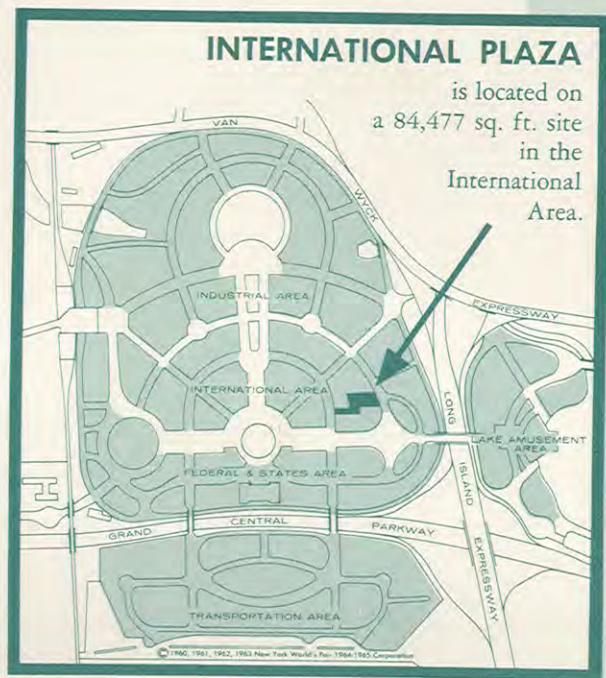 INTERNATIONAL PLAZA
is located on
a 84,477 sq. ft. site
in the
International
Area.
VAN
WYCK
EXPRESSWAY
INDUSTRIAL AREA
INTERNATIONAL AREA
LONG
ISLAND
EXPRESSWAY
LAKE AMUSEMENT
AREA
FEDERAL & STATES AREA
GRAND
CENTRAL
PARKWAY
TRANSPORTATION AREA
© 1960, 1961, 1962, 1963 New York World's Fair 1964-1965 Corporation